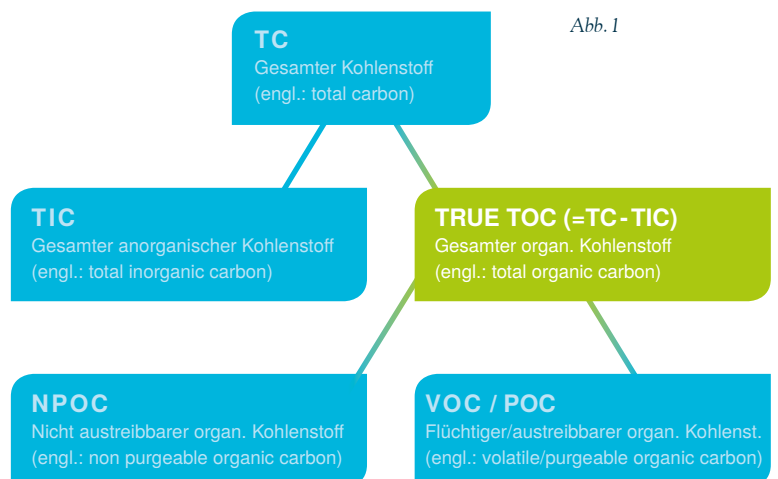 Abb.1
TC
Gesamter Kohlenstoff
(engl.: total carbon)
TIC
Gesamter anorganischer Kohlenstoff
(engl.: total inorganic carbon)
TRUE TOC (=TC-TIC)
Gesamter organ. Kohlenstoff
(engl.: total organic carbon)
NPOC
Nicht austreibbarer organ. Kohlenstoff
(engl.: non purgeable organic carbon)
VOC / POC
Flüchtiger/austreibbarer organ. Kohlenst.
(engl.: volatile/purgeable organic carbon)